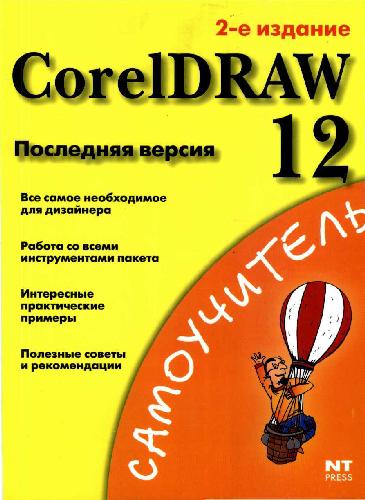 2-е издание
CorelDRAW
12
Последняя версия
Все самое необходимое
для дизайнера
Работа со всеми
инструментами пакета
Интересные
практические
примеры
Полезные советы
и рекомендации
САМОУЧИТЕЛЬ
NT
PRESS